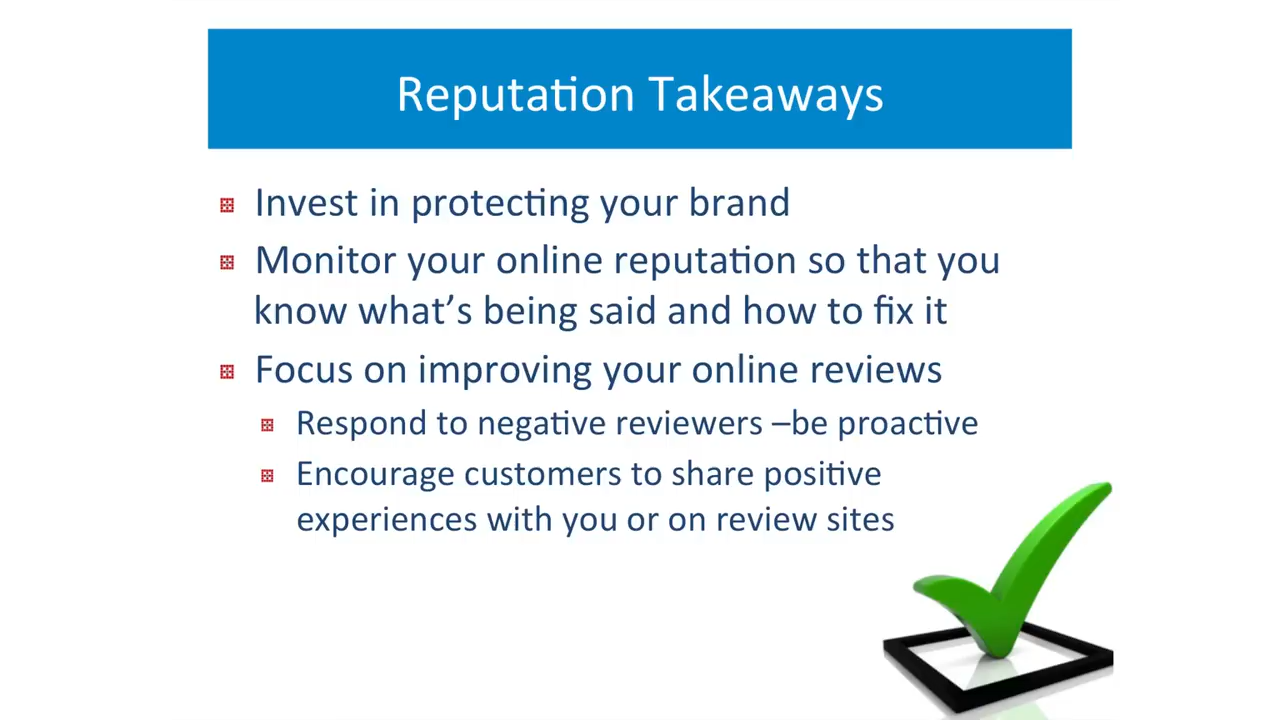 Reputation Takeaways
Invest in protecting your brand
Monitor your online reputation so that you
know what’s being said and how to fix it
Focus on improving your online reviews
Respond to negative reviewers –be proactive
Encourage customers to share positive
experiences with you or on review sites